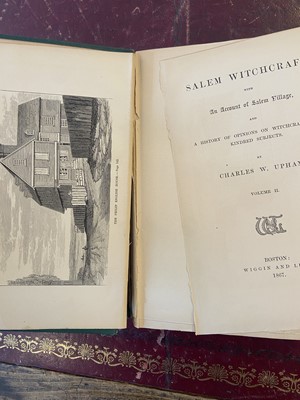 SALEM WITCHCRAF
WITH
An Account of Salem Village,
AND
A HISTORY OF OPINIONS ON WITCHCRA
KINDRED SUBJECTS.
BY
CHARLES W. UPHAM
VOLUME II.
BOSTON:
WIGGIN AND L
1867.